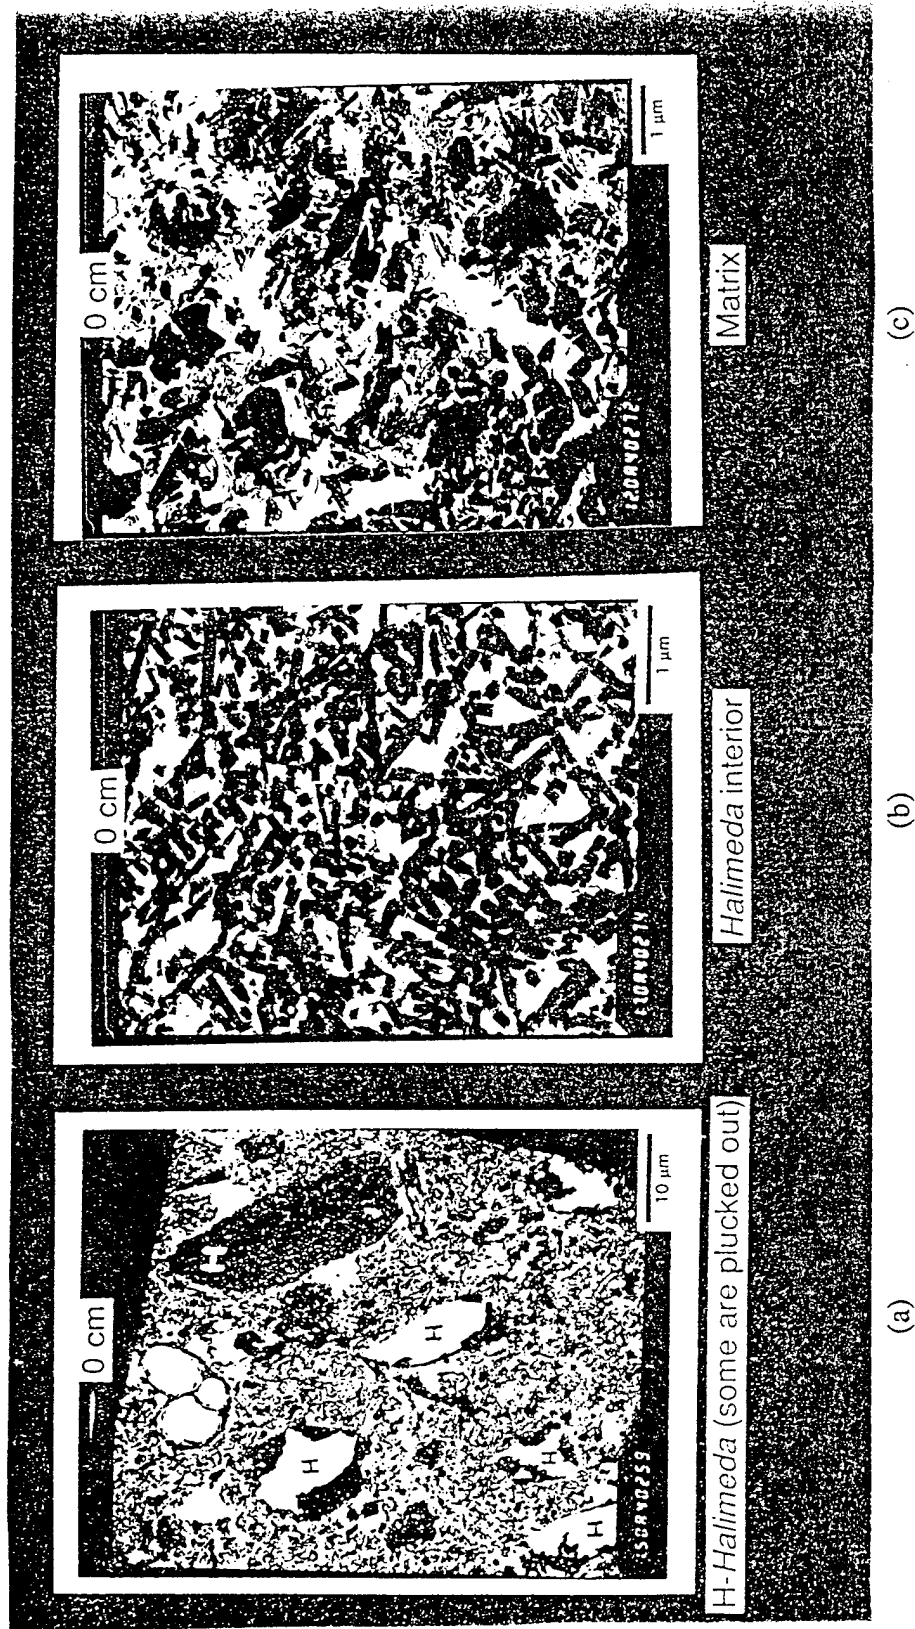 0 cm
0 cm
0 cm
H
H
H
H
H
10 µm
1 µm
1 µm
H-Halimeda (some are plucked out)
Halimeda interior
Matrix
(a)
(b)
(c)